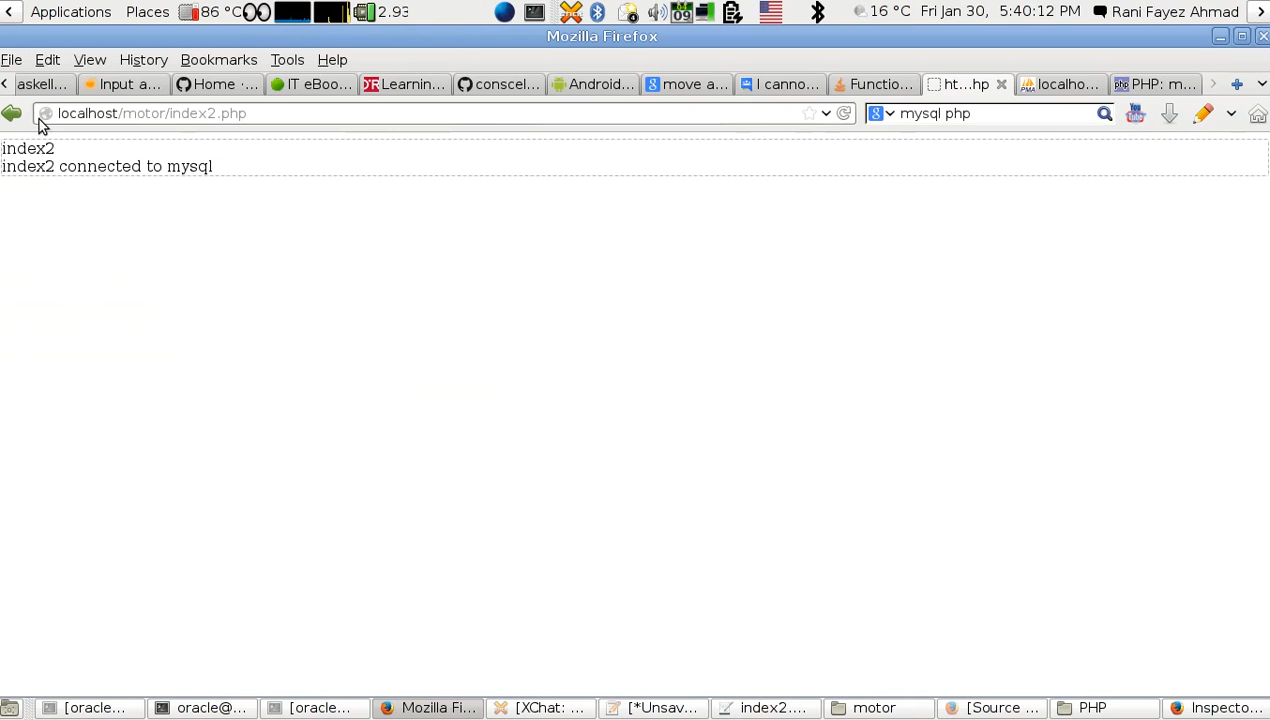 Applications Places 86 °C 2.93 09 16 °C Fri Jan 30, 5:40:12 PM Rani Fayez Ahmad
Mozilla Firefox
File Edit View History Bookmarks Tools Help
askell... Input a... Home ·... IT eBoo... Learnin... conscel... Android... move a... I canno... Functio... ht...hp localho... PHP: m...
localhost/motor/index2.php mysql php
index2
index2 connected to mysql
[oracle... oracle@... [oracle... Mozilla Fi... [XChat: ... [*Unsav... index2.... motor [Source ... PHP Inspecto...